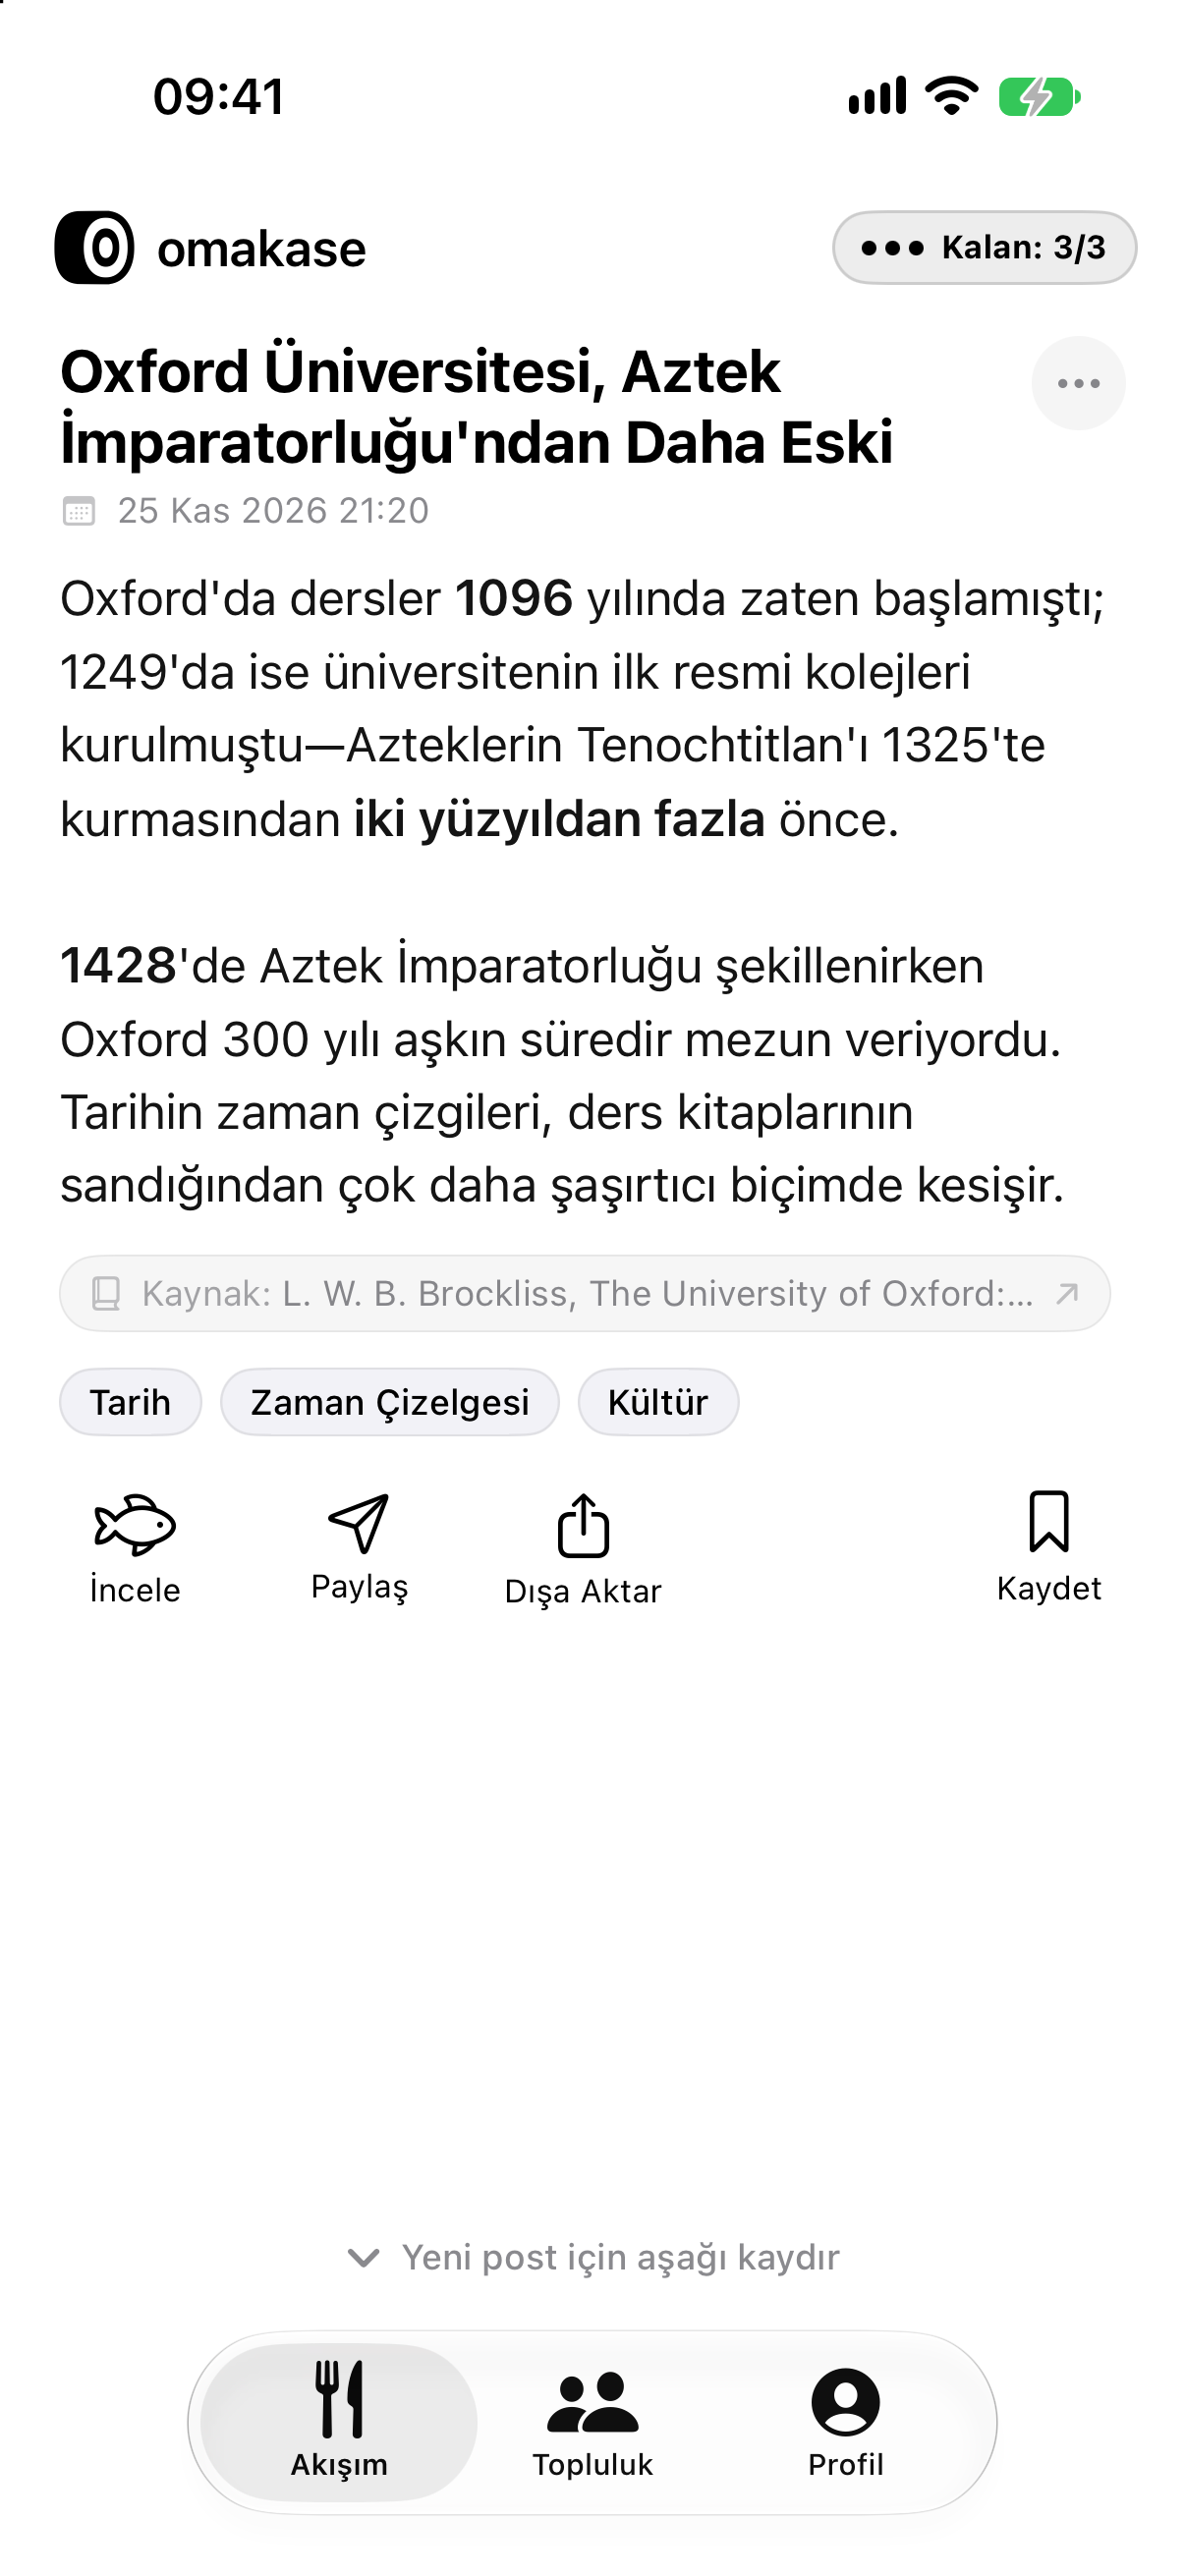 09:41
omakase
Kalan: 3/3
Oxford Üniversitesi, Aztek
İmparatorluğu'ndan Daha Eski
25 Kas 2026 21:20
Oxford'da dersler 1096 yılında zaten başlamıştı;
1249'da ise üniversitenin ilk resmi kolejleri
kurulmuştu—Azteklerin Tenochtitlan'ı 1325'te
kurmasından iki yüzyıldan fazla önce.
1428'de Aztek İmparatorluğu şekillenirken
Oxford 300 yılı aşkın süredir mezun veriyordu.
Tarihin zaman çizgileri, ders kitaplarının
sandığından çok daha şaşırtıcı biçimde kesişir.
Kaynak: L. W. B. Brockliss, The University of Oxford:...
Tarih Zaman Çizelgesi Kültür
İncele Paylaş Dışa Aktar Kaydet
Yeni post için aşağı kaydır
Akışım Topluluk Profil